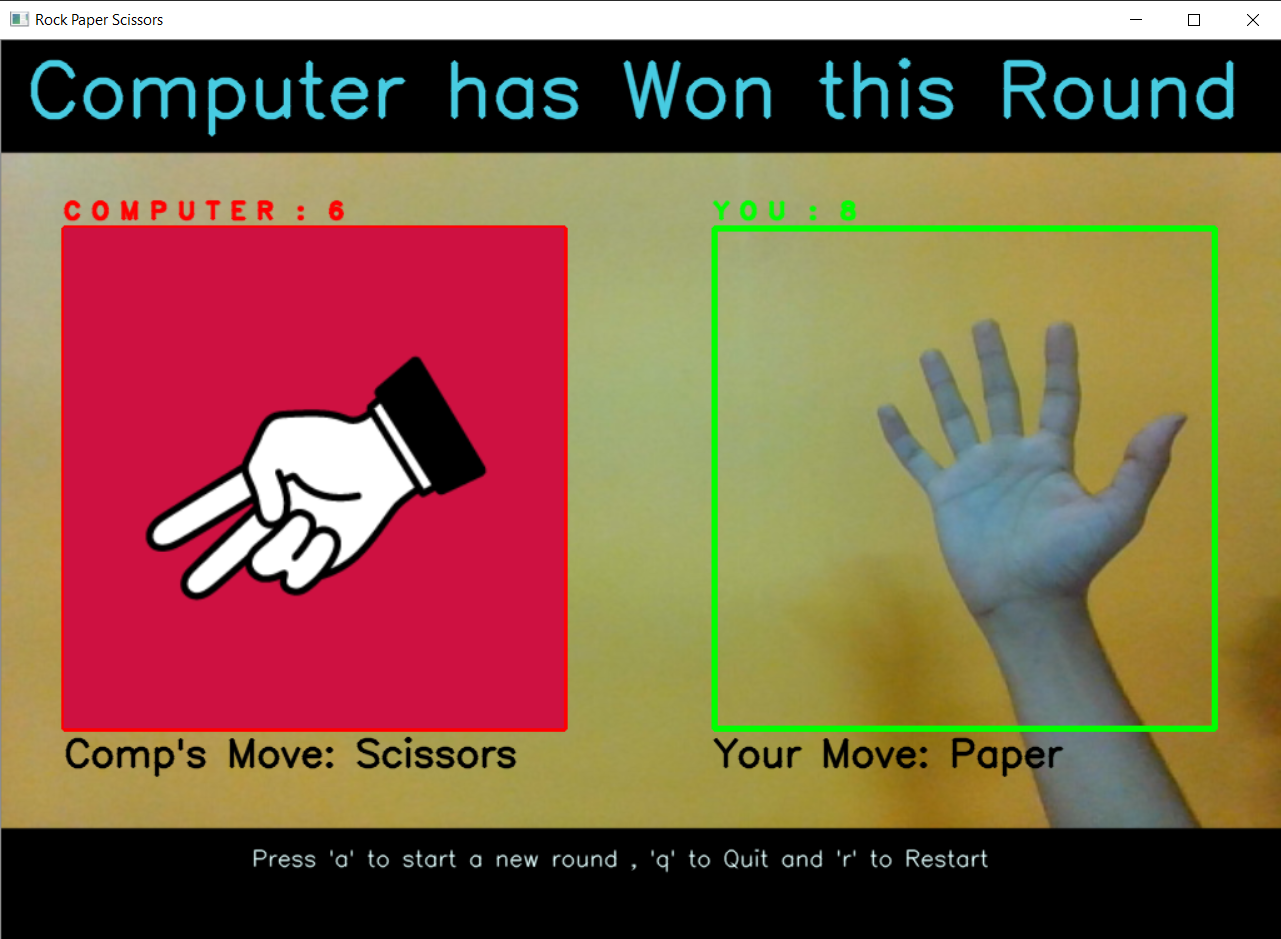 Rock Paper Scissors
Computer has Won this Round
COMPUTER : 6
YOU : 8
Comp's Move: Scissors
Your Move: Paper
Press 'a' to start a new round , 'q' to Quit and 'r' to Restart